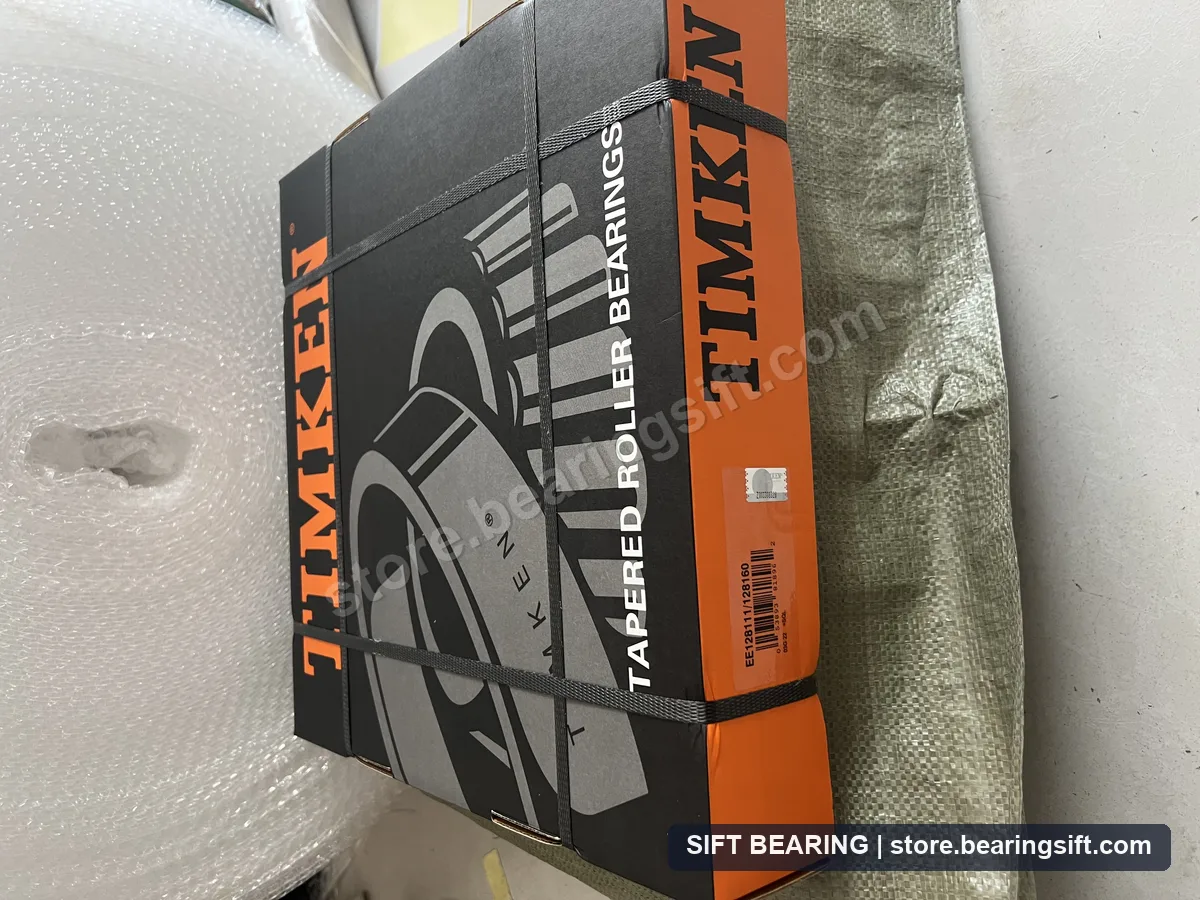 TIMKEN®
TAPERED ROLLER BEARINGS
TIMKEN®
TIMKEN
EE128111/128160
store.bearingsift.com
SIFT BEARING | store.bearingsift.com